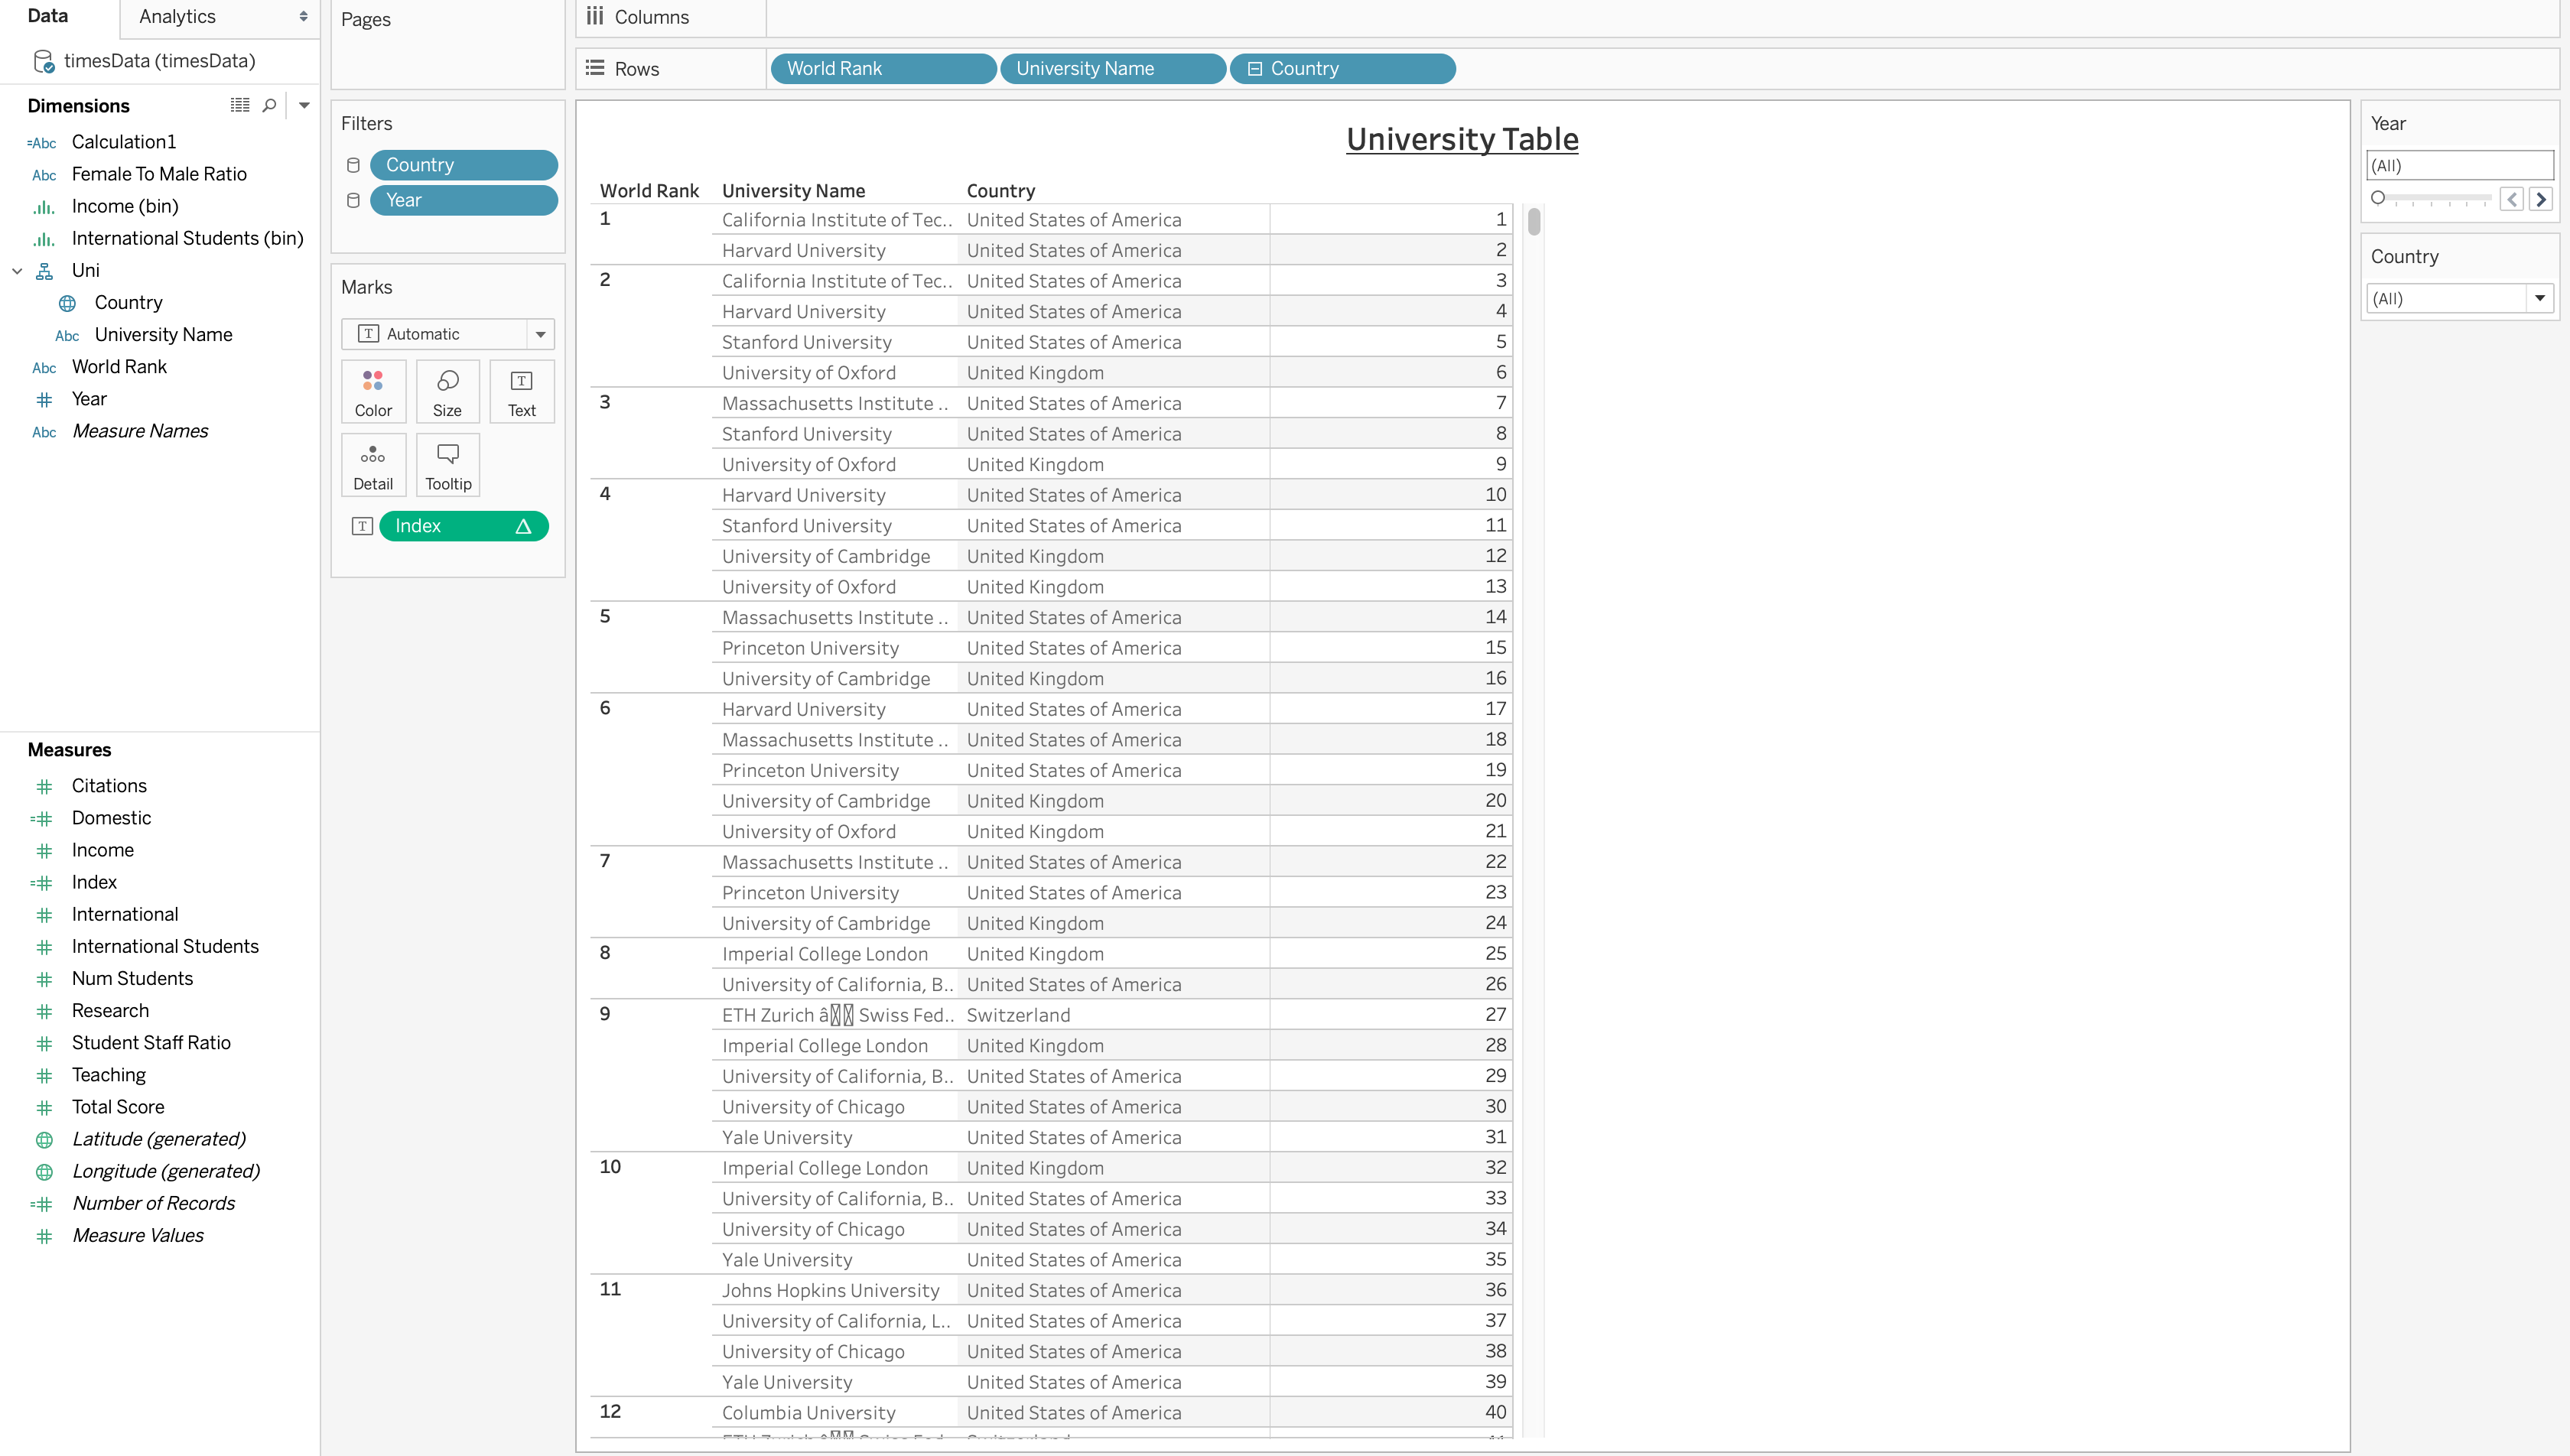 Data
Analytics
timesData (timesData)
Dimensions
=Abc Calculation1
Abc Female To Male Ratio
Income (bin)
International Students (bin)
Uni
Country
Abc University Name
Abc World Rank
Year
Abc Measure Names
Measures
Citations
Domestic
Income
Index
International
International Students
Num Students
Research
Student Staff Ratio
Teaching
Total Score
Latitude (generated)
Longitude (generated)
Number of Records
Measure Values
Pages
Filters
Country
Year
Marks
T Automatic
Color Size Text
Detail Tooltip
T Index
Columns
Rows World Rank University Name Country
University Table
World Rank University Name Country
1 California Institute of Tec.. United States of America 1
Harvard University United States of America 2
2 California Institute of Tec.. United States of America 3
Harvard University United States of America 4
Stanford University United States of America 5
University of Oxford United Kingdom 6
3 Massachusetts Institute .. United States of America 7
Stanford University United States of America 8
University of Oxford United Kingdom 9
4 Harvard University United States of America 10
Stanford University United States of America 11
University of Cambridge United Kingdom 12
University of Oxford United Kingdom 13
5 Massachusetts Institute .. United States of America 14
Princeton University United States of America 15
University of Cambridge United Kingdom 16
6 Harvard University United States of America 17
Massachusetts Institute .. United States of America 18
Princeton University United States of America 19
University of Cambridge United Kingdom 20
University of Oxford United Kingdom 21
7 Massachusetts Institute .. United States of America 22
Princeton University United States of America 23
University of Cambridge United Kingdom 24
8 Imperial College London United Kingdom 25
University of California, B.. United States of America 26
9 ETH Zurich â Swiss Fed.. Switzerland 27
Imperial College London United Kingdom 28
University of California, B.. United States of America 29
University of Chicago United States of America 30
Yale University United States of America 31
10 Imperial College London United Kingdom 32
University of California, B.. United States of America 33
University of Chicago United States of America 34
Yale University United States of America 35
11 Johns Hopkins University United States of America 36
University of California, L.. United States of America 37
University of Chicago United States of America 38
Yale University United States of America 39
12 Columbia University United States of America 40
Year
(All)
Country
(All)